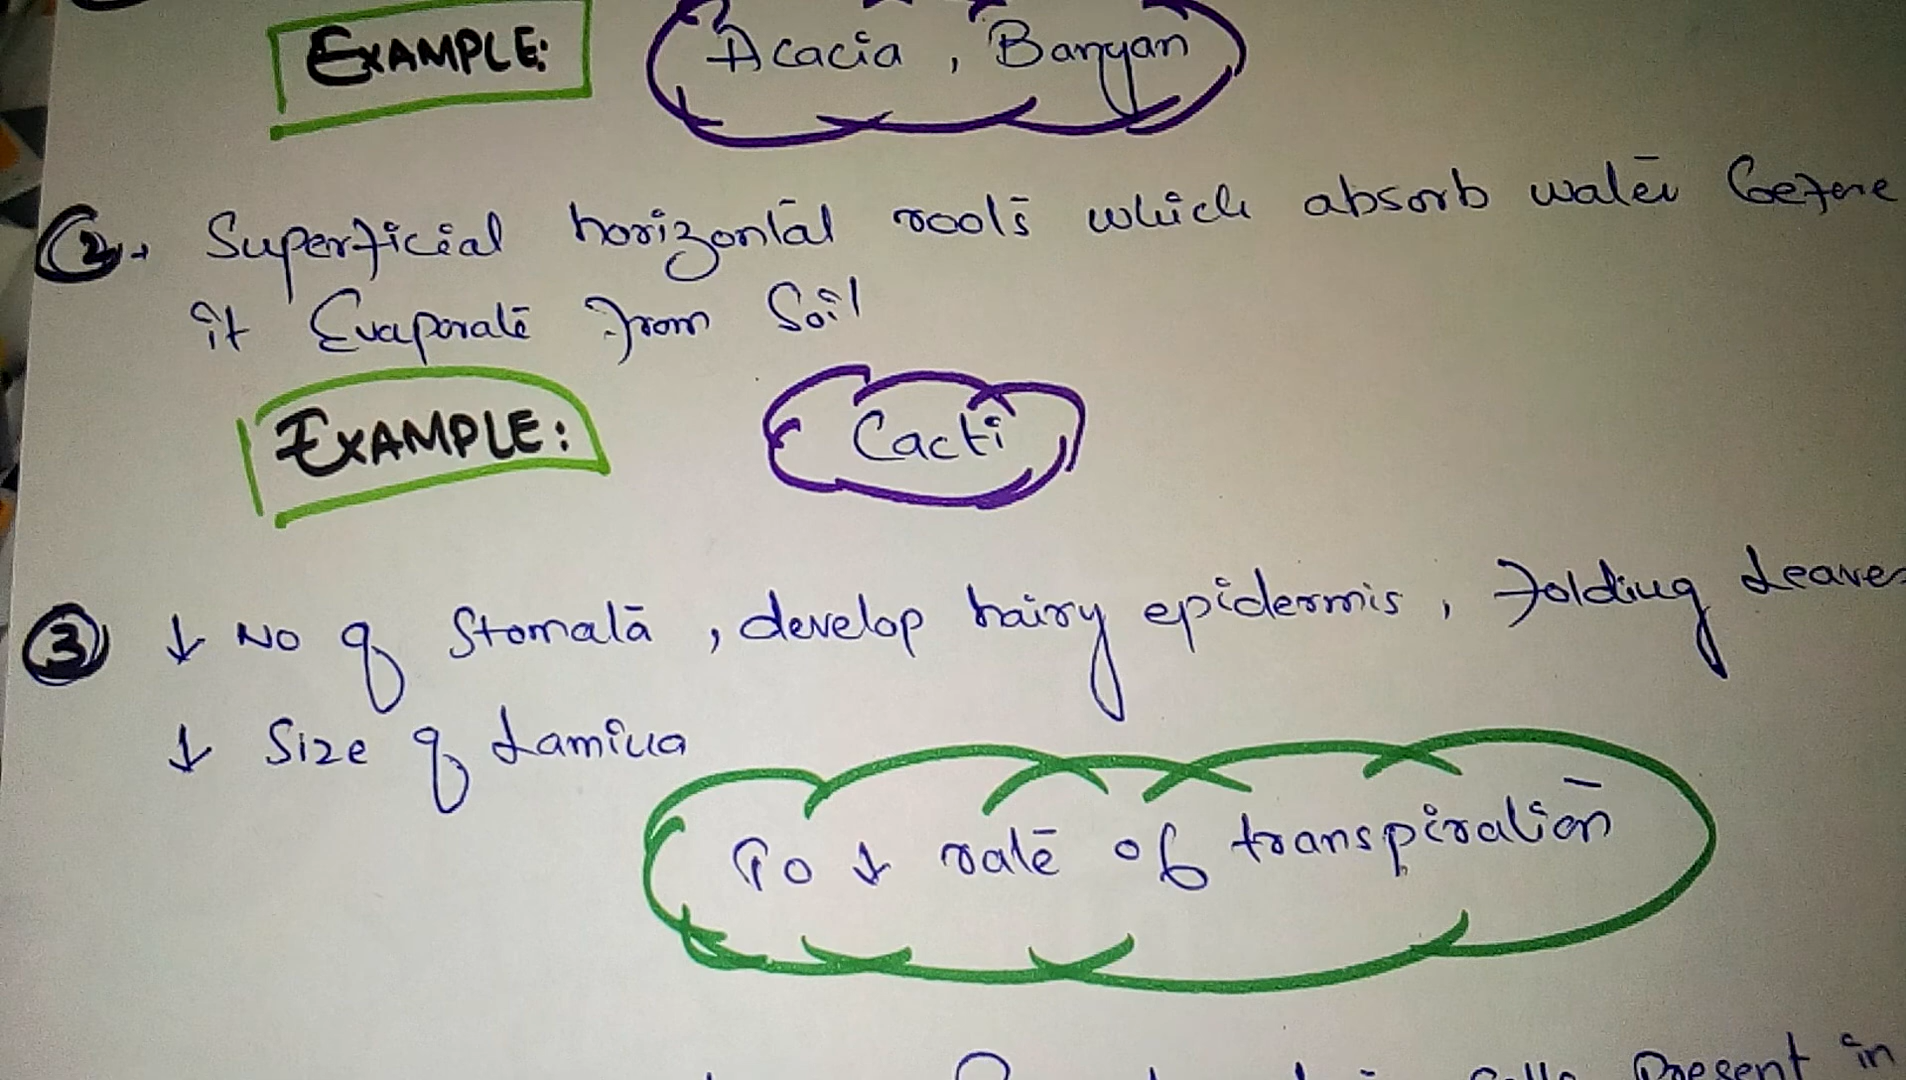 EXAMPLE: Acacia, Banyan
2. Superficial horizontal roots which absorb water before
it Evaporate from Soil
EXAMPLE: Cacti
3 ↓ No of Stomata, develop hairy epidermis, folding Leaves
↓ Size of Lamina
To ↓ rate of transpiration
Present in